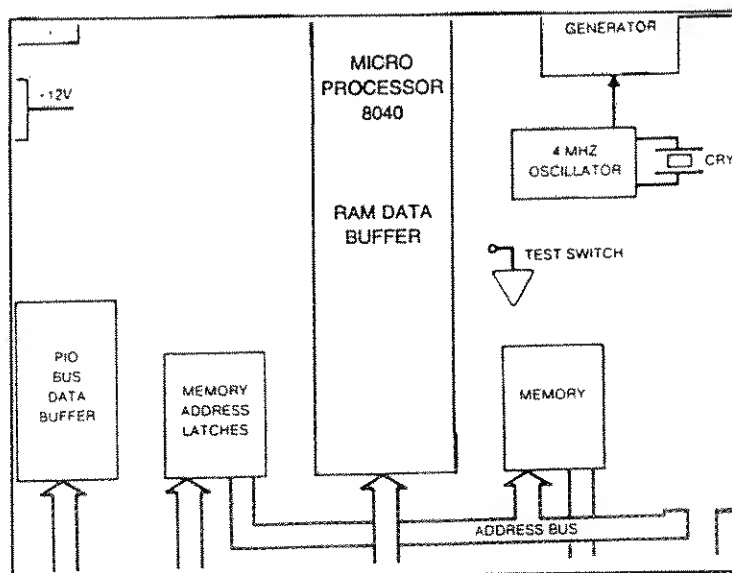 GENERATOR
MICRO
PROCESSOR
8040
-12V
4 MHZ
OSCILLATOR
CRY
RAM DATA
BUFFER
TEST SWITCH
PIO
BUS
DATA
BUFFER
MEMORY
ADDRESS
LATCHES
MEMORY
ADDRESS BUS